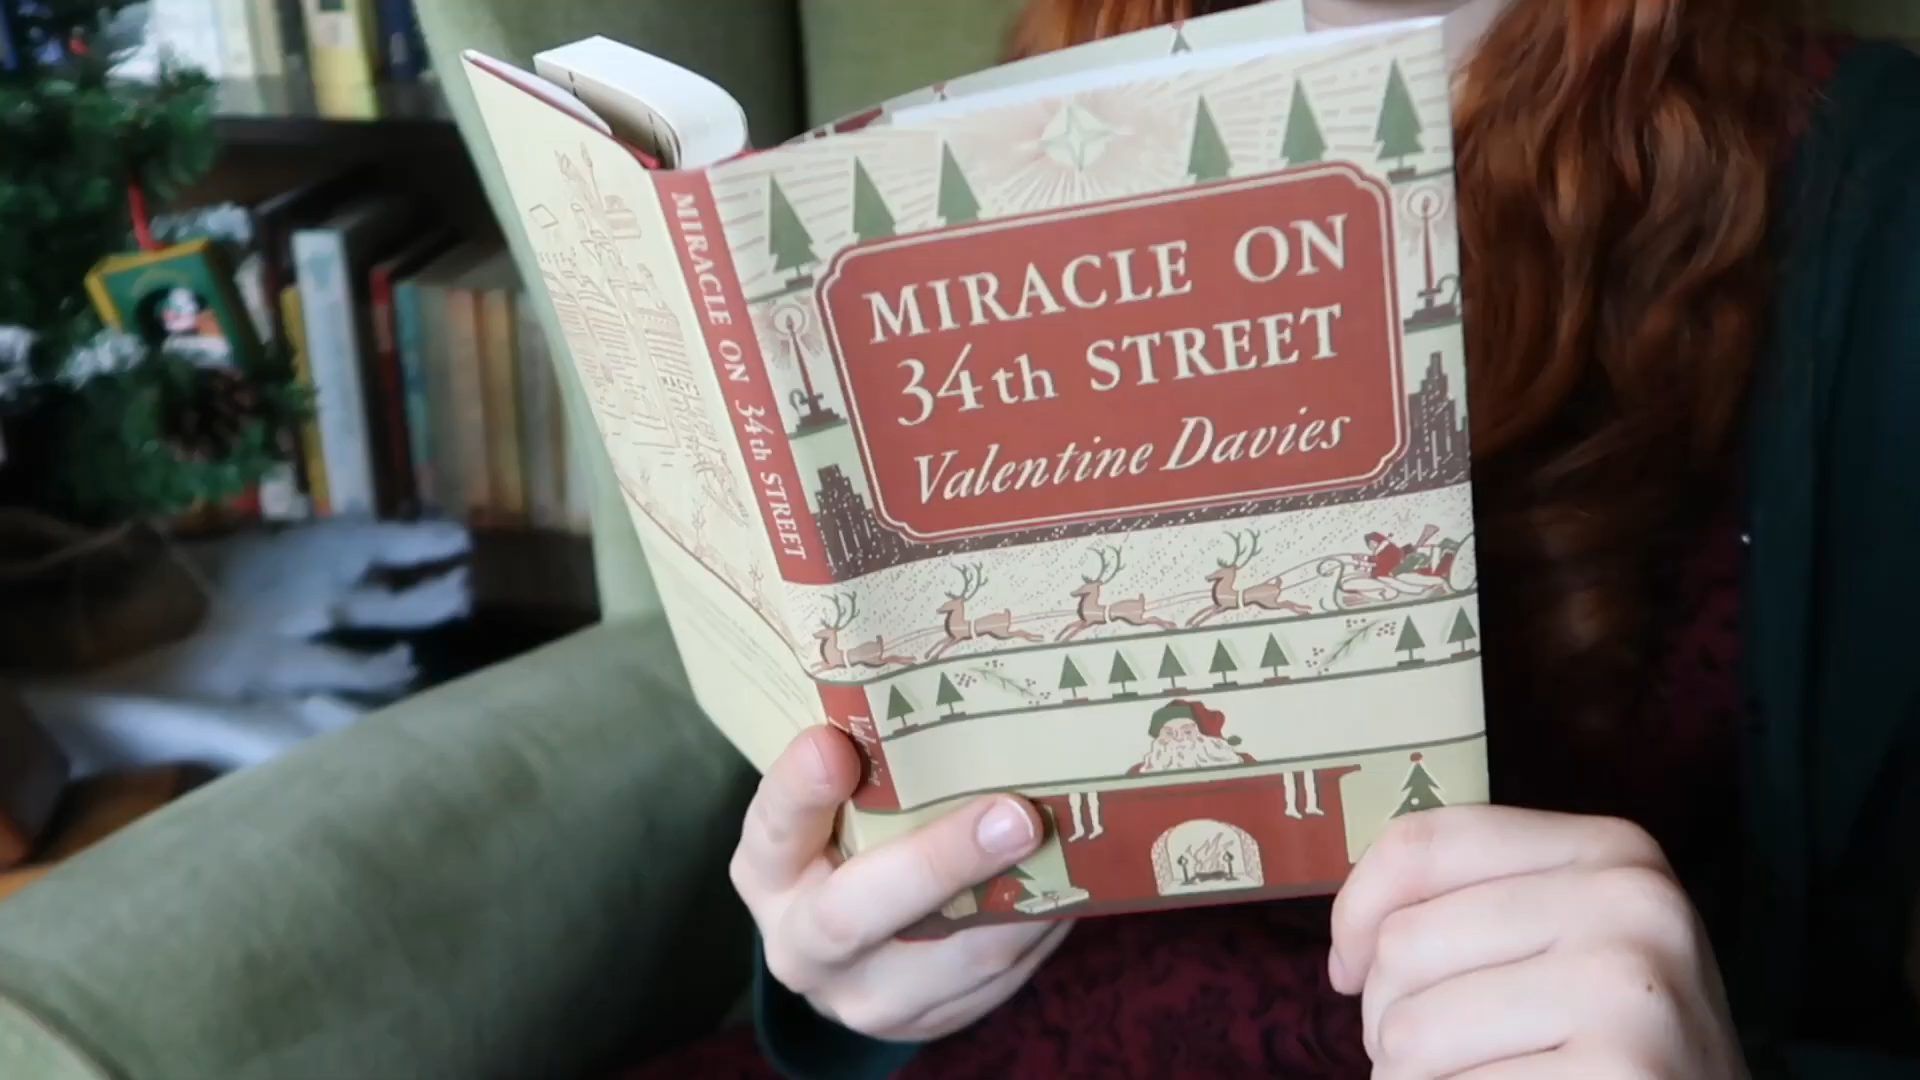 MIRACLE ON 34th STREET
MIRACLE ON
34th STREET
Valentine Davies